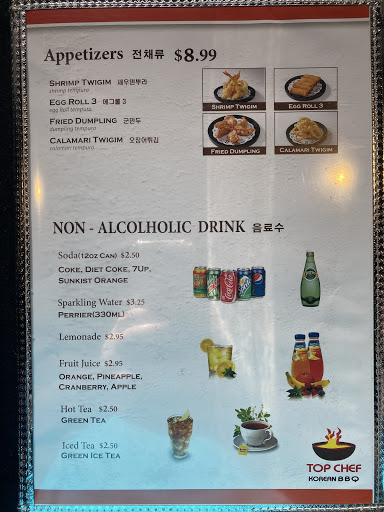 Appetizers 전채류 $8.99
SHRIMP TWIGIM 새우뎀뿌라
shrimp tempura
EGG ROLL 3 에그롤 3
egg Roll tempura
FRIED DUMPLING 군만두
dumpling tempura
CALAMARI TWIGIM 오징어튀김
calamari tempura
SHRIMP TWIGIM
EGG ROLL 3
FRIED DUMPLING
CALAMARI TWIGIM
NON - ALCOLHOLIC DRINK 음료수
Soda(12oz CAN) $2.50
COKE, DIET COKE, 7UP,
SUNKIST ORANGE
Sparkling Water $3.25
PERRIER(330ML)
Lemonade $2.95
Fruit Juice $2.95
ORANGE, PINEAPPLE,
CRANBERRY, APPLE
Hot Tea $2.50
GREEN TEA
Iced Tea $2.50
GREEN ICE TEA
TOP CHEF
KOREAN B B Q